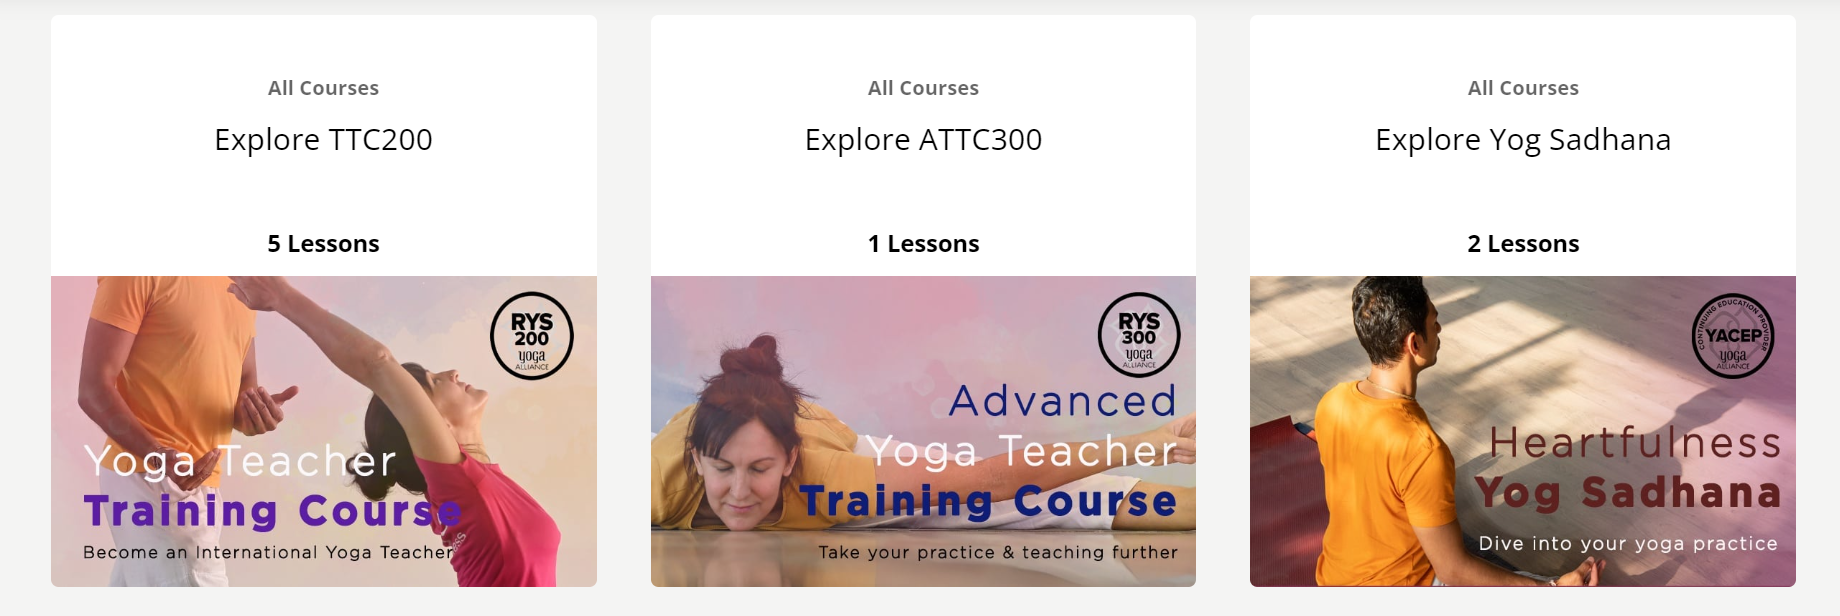 All Courses
Explore TTC200
5 Lessons
RYS
200
yoga
ALLIANCE
Yoga Teacher
Training Course
Become an International Yoga Teacher
All Courses
Explore ATTC300
1 Lessons
RYS
300
yoga
ALLIANCE
Advanced
Yoga Teacher
Training Course
Take your practice & teaching further
All Courses
Explore Yog Sadhana
2 Lessons
CONTINUING EDUCATION PROVIDER
YACEP
yoga
ALLIANCE
Heartfulness
Yog Sadhana
Dive into your yoga practice